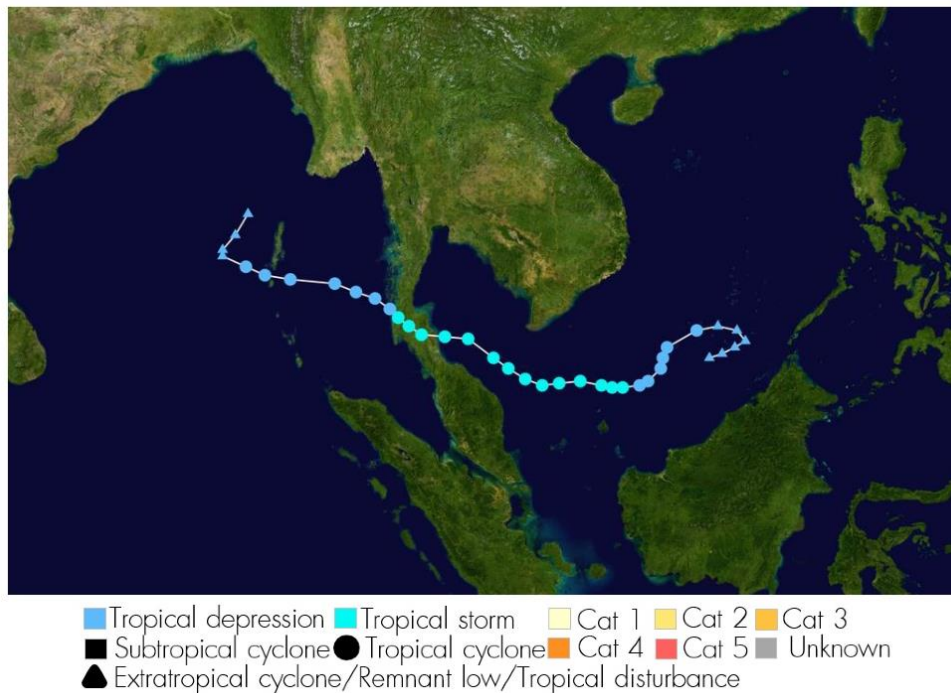 Tropical depression Tropical storm Cat 1 Cat 2 Cat 3
Subtropical cyclone Tropical cyclone Cat 4 Cat 5 Unknown
Extratropical cyclone/Remnant low/Tropical disturbance